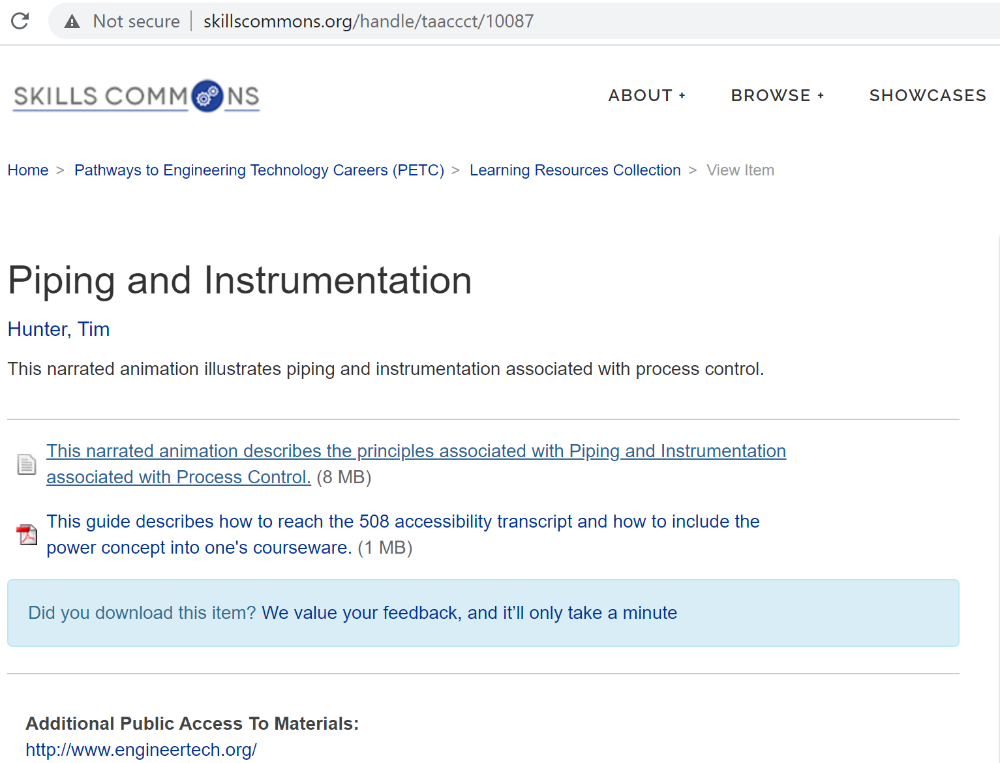 Not secure skillscommons.org/handle/taaccct/10087
SKILLS COMMONS
ABOUT + BROWSE + SHOWCASES
Home > Pathways to Engineering Technology Careers (PETC) > Learning Resources Collection > View Item
Piping and Instrumentation
Hunter, Tim
This narrated animation illustrates piping and instrumentation associated with process control.
This narrated animation describes the principles associated with Piping and Instrumentation
associated with Process Control. (8 MB)
This guide describes how to reach the 508 accessibility transcript and how to include the
power concept into one's courseware. (1 MB)
Did you download this item? We value your feedback, and it’ll only take a minute
Additional Public Access To Materials:
http://www.engineertech.org/